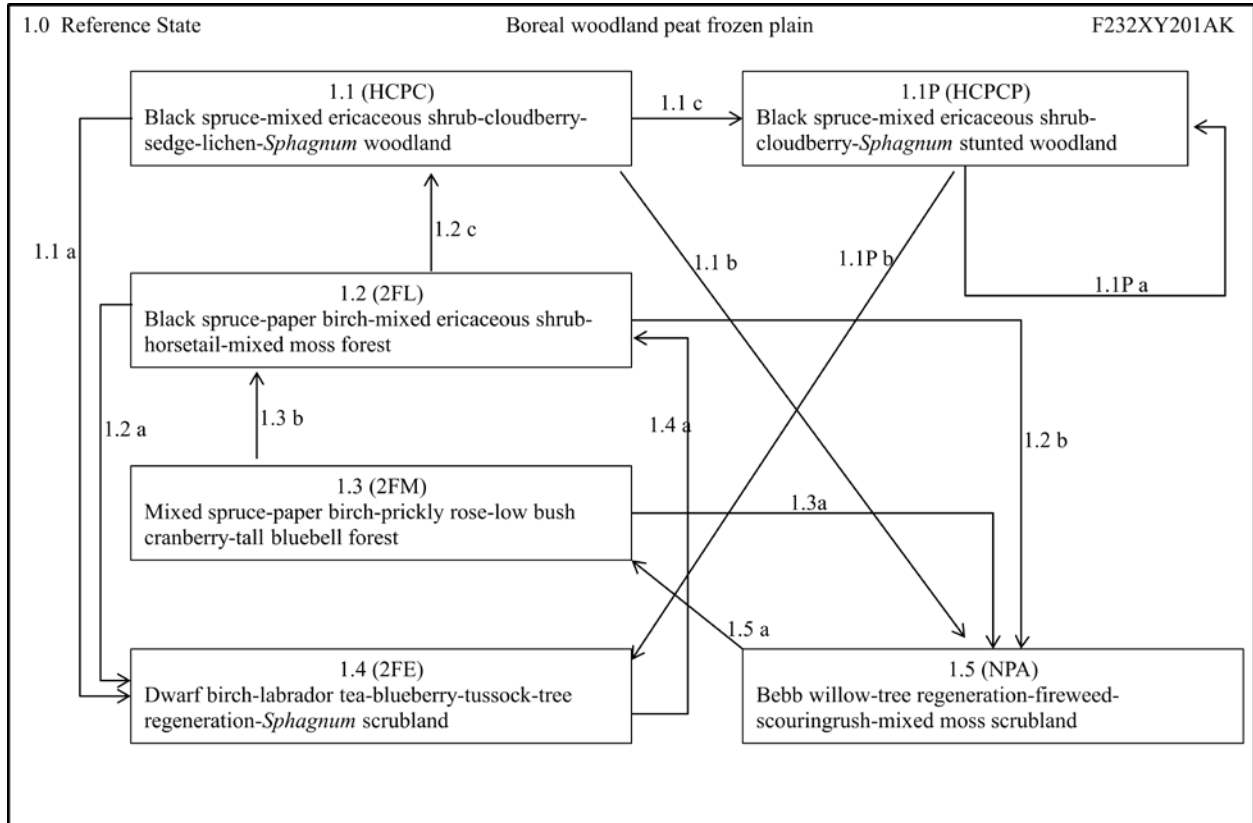 1.0 Reference State
Boreal woodland peat frozen plain
F232XY201AK
1.1 (HCPC)
Black spruce-mixed ericaceous shrub-cloudberry-
sedge-lichen-Sphagnum woodland
1.1 c
1.1P (HCPCP)
Black spruce-mixed ericaceous shrub-
cloudberry-Sphagnum stunted woodland
1.1 a
1.2 c
1.1 b
1.1P b
1.1P a
1.2 (2FL)
Black spruce-paper birch-mixed ericaceous shrub-
horsetail-mixed moss forest
1.2 a
1.3 b
1.4 a
1.2 b
1.3 (2FM)
Mixed spruce-paper birch-prickly rose-low bush
cranberry-tall bluebell forest
1.3a
1.5 a
1.4 (2FE)
Dwarf birch-labrador tea-blueberry-tussock-tree
regeneration-Sphagnum scrubland
1.5 (NPA)
Bebb willow-tree regeneration-fireweed-
scouringrush-mixed moss scrubland